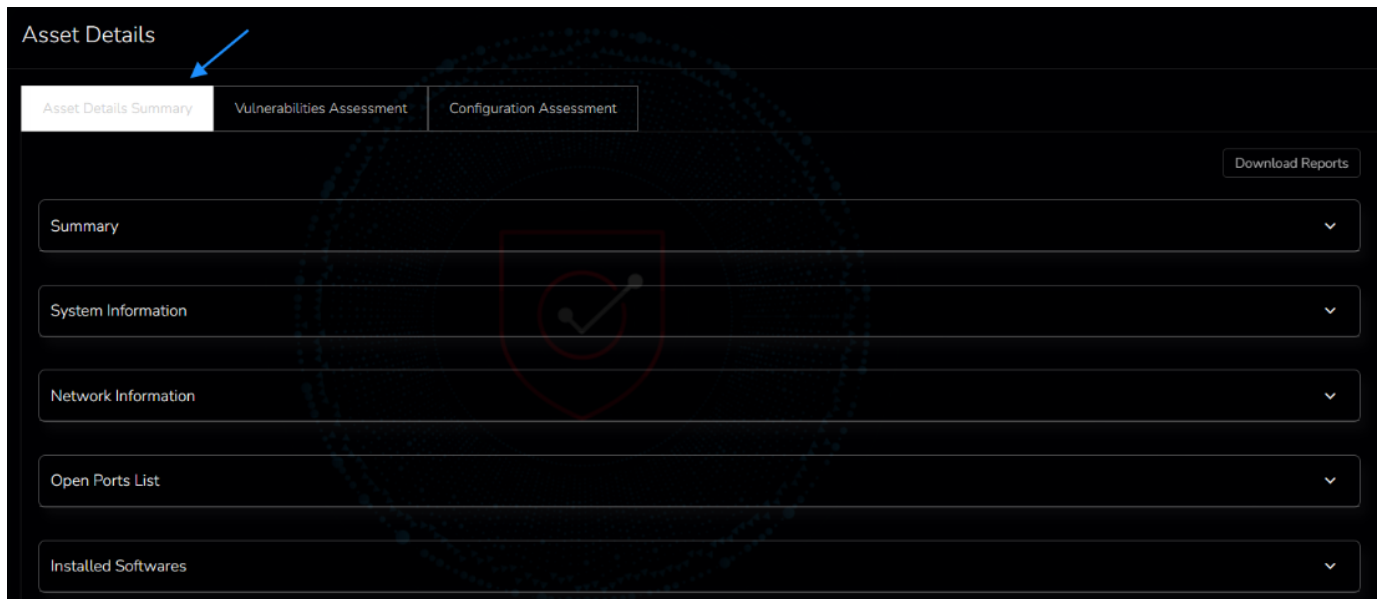 Asset Details
Asset Details Summary Vulnerabilities Assessment Configuration Assessment
Download Reports
Summary
System Information
Network Information
Open Ports List
Installed Softwares